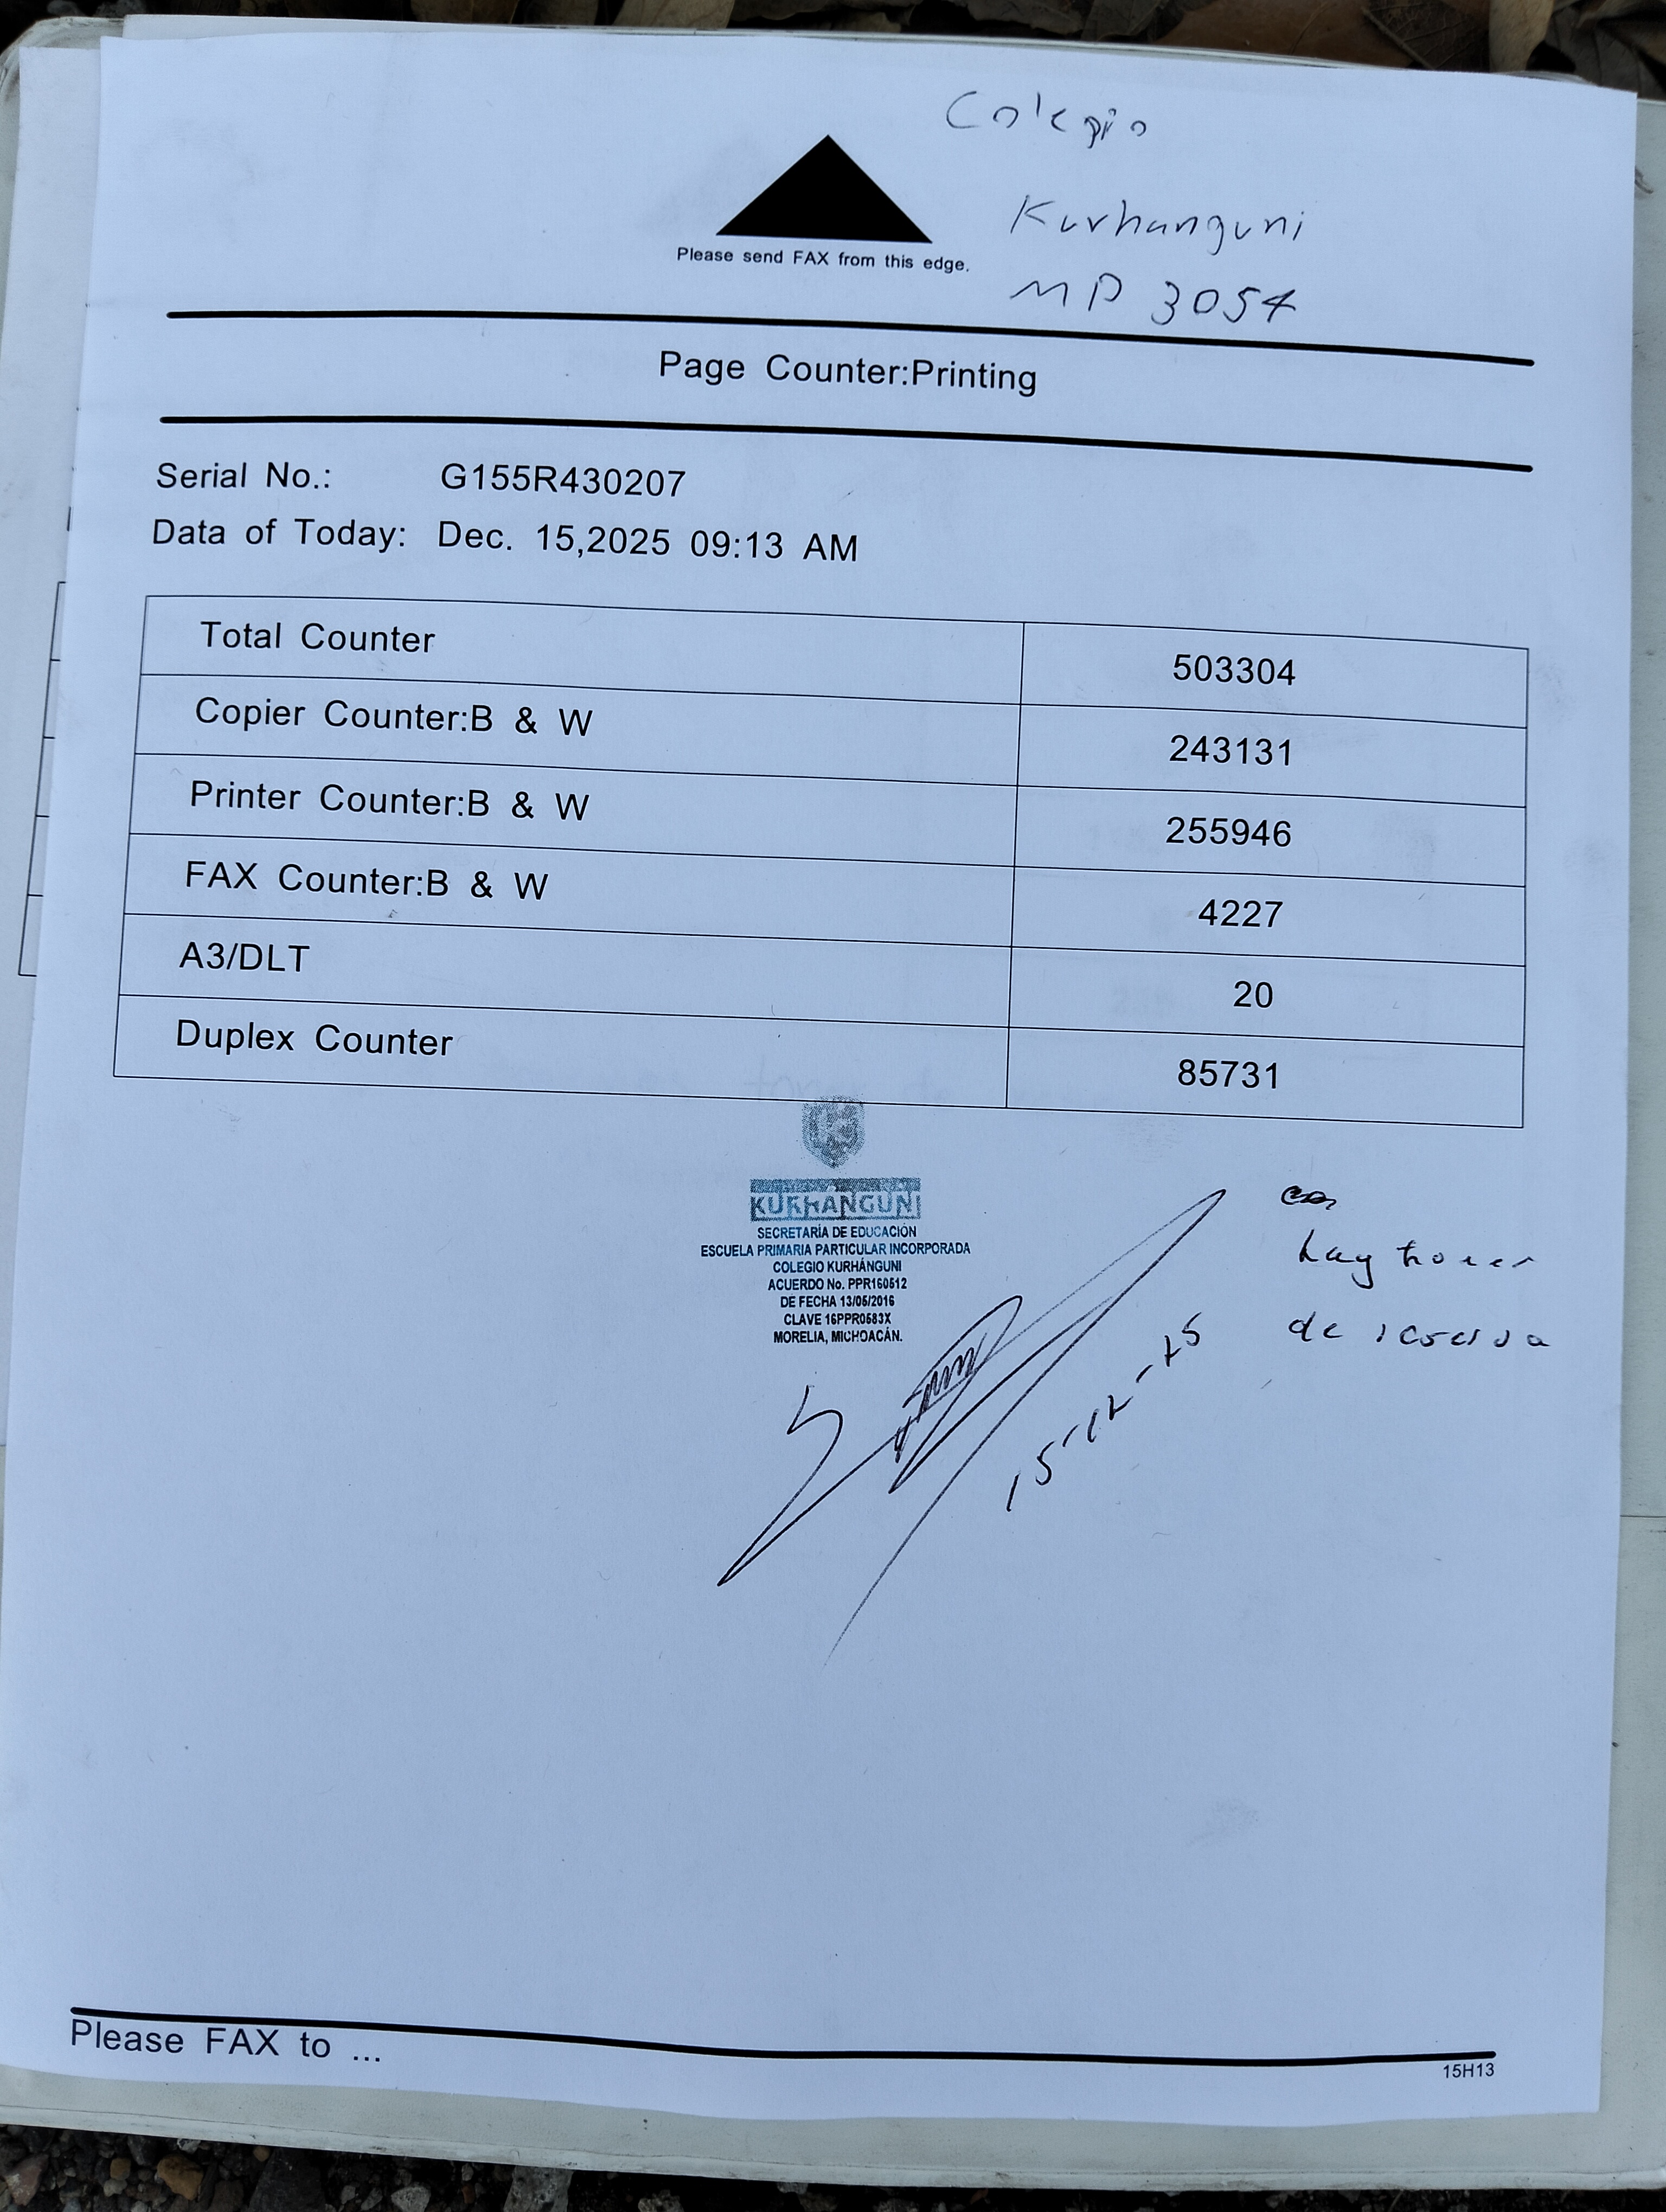 Colegio
Kurhanguni
MP 3054
Please send FAX from this edge.
Page Counter:Printing
Serial No.: G155R430207
Data of Today: Dec. 15,2025 09:13 AM
Total Counter 503304
Copier Counter:B & W 243131
Printer Counter:B & W 255946
FAX Counter:B & W 4227
A3/DLT 20
Duplex Counter 85731
KURHÁNGUNI
SECRETARÍA DE EDUCACIÓN
ESCUELA PRIMARIA PARTICULAR INCORPORADA
COLEGIO KURHÁNGUNI
ACUERDO No. PPR160512
DE FECHA 13/05/2016
CLAVE 16PPR0583X
MORELIA, MICHOACÁN.
hay toner
de reserva
15-12-25
Please FAX to ...
15H13